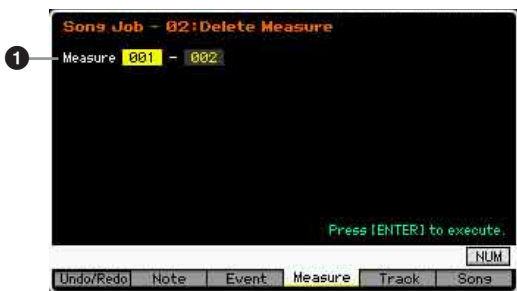 Song Job - 02:Delete Measure
1 Measure 001 - 002
Press [ENTER] to execute.
NUM
Undo/Redo Note Event Measure Track Song